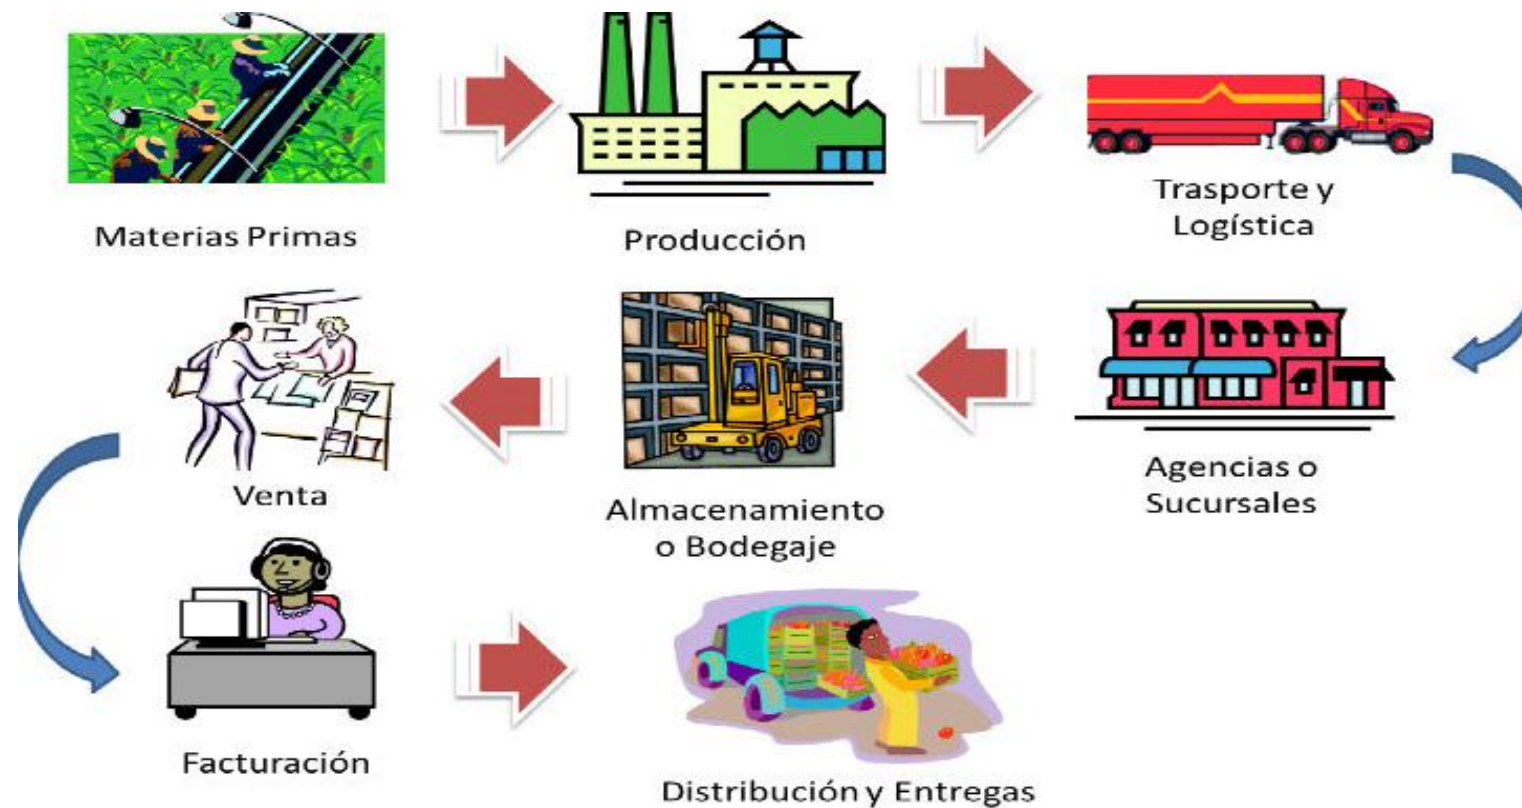 Materias Primas
Producción
Trasporte y
Logística
Venta
Almacenamiento
o Bodegaje
Agencias o
Sucursales
Facturación
Distribución y Entregas